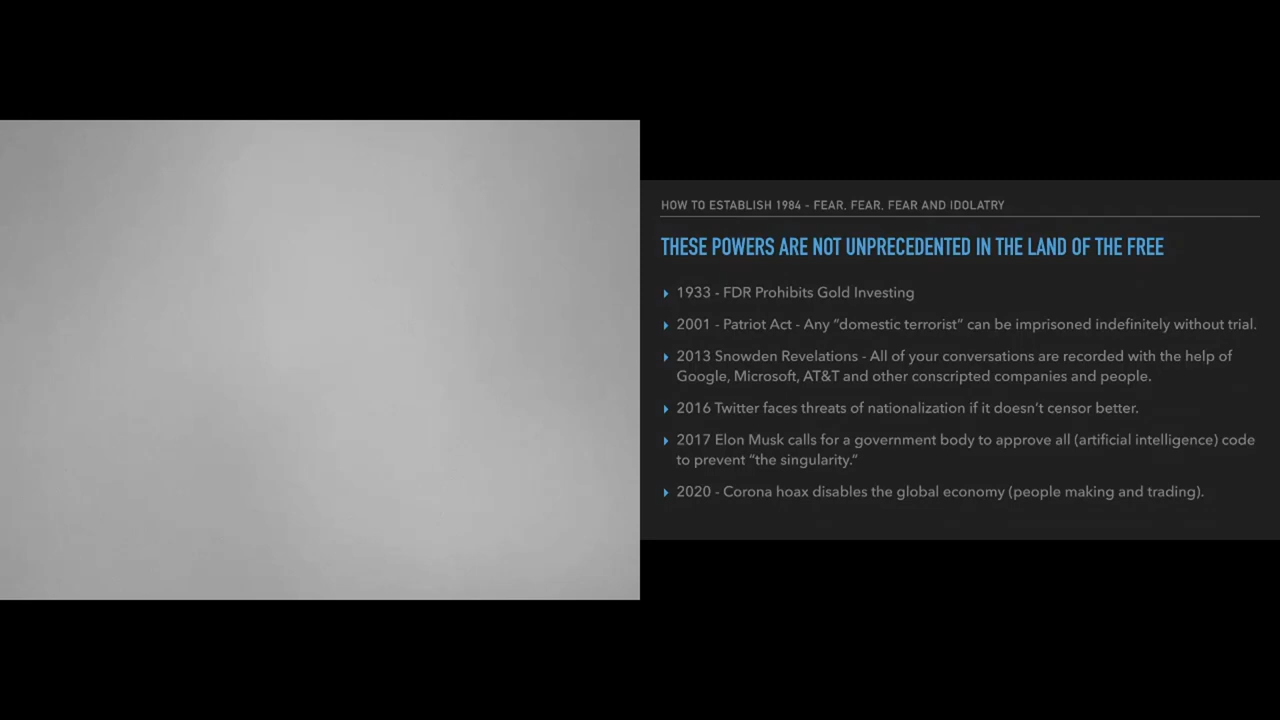 HOW TO ESTABLISH 1984 - FEAR, FEAR, FEAR AND IDOLATRY
THESE POWERS ARE NOT UNPRECEDENTED IN THE LAND OF THE FREE
1933 - FDR Prohibits Gold Investing
2001 - Patriot Act - Any “domestic terrorist” can be imprisoned indefinitely without trial.
2013 Snowden Revelations - All of your conversations are recorded with the help of
Google, Microsoft, AT&T and other conscripted companies and people.
2016 Twitter faces threats of nationalization if it doesn’t censor better.
2017 Elon Musk calls for a government body to approve all (artificial intelligence) code
to prevent “the singularity.“
2020 - Corona hoax disables the global economy (people making and trading).